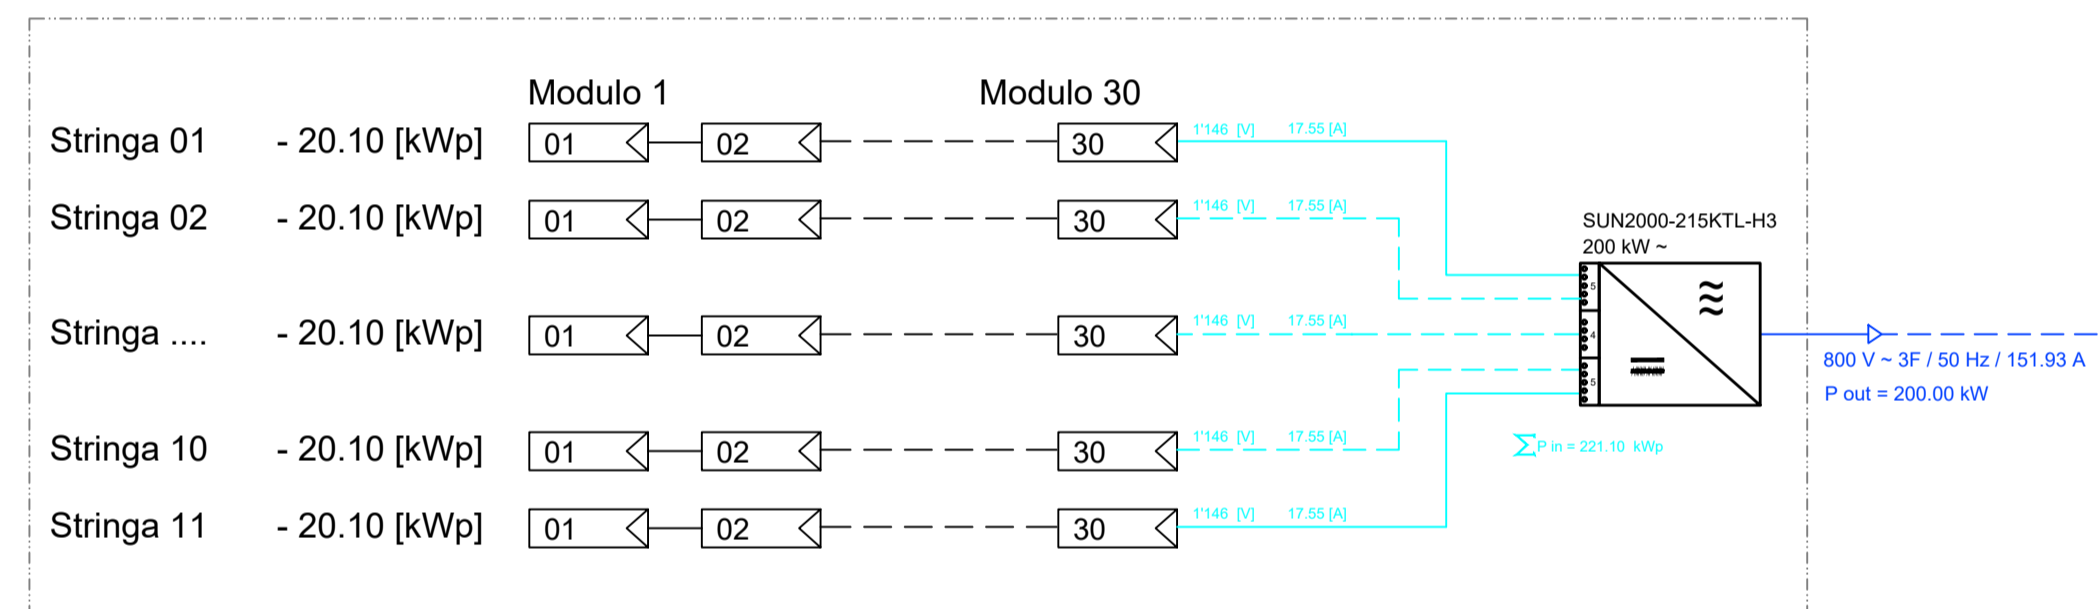 Modulo 1 Modulo 30
Stringa 01 - 20.10 [kWp] 01 02 30 1'146 [V] 17.55 [A]
Stringa 02 - 20.10 [kWp] 01 02 30 1'146 [V] 17.55 [A]
SUN2000-215KTL-H3
200 kW ~
5
Stringa .... - 20.10 [kWp] 01 02 30 1'146 [V] 17.55 [A]
4
800 V ~ 3F / 50 Hz / 151.93 A
5
P out = 200.00 kW
Stringa 10 - 20.10 [kWp] 01 02 30 1'146 [V] 17.55 [A]
∑P in = 221.10 kWp
Stringa 11 - 20.10 [kWp] 01 02 30 1'146 [V] 17.55 [A]